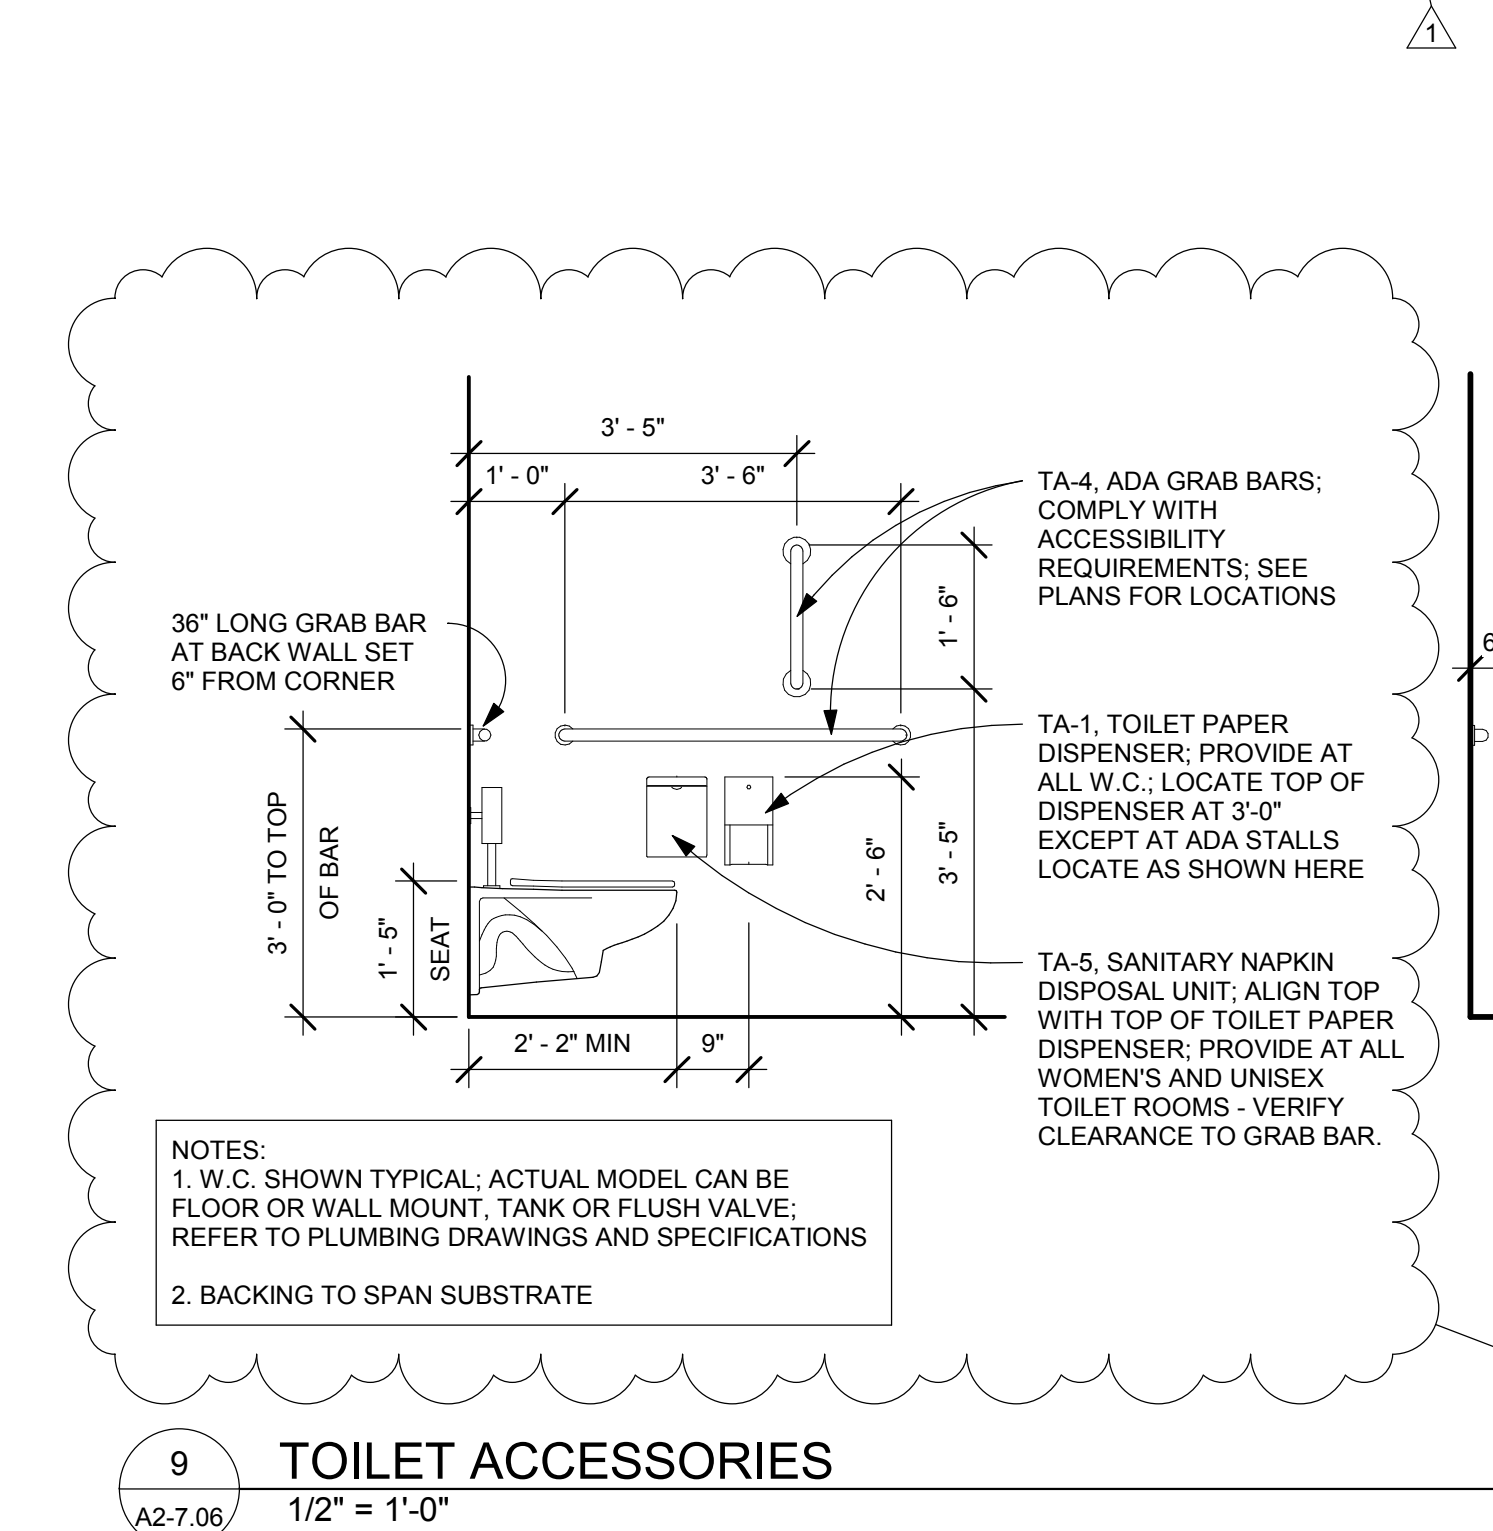 1
3' - 5"
1' - 0"
3' - 6"
TA-4, ADA GRAB BARS;
COMPLY WITH
ACCESSIBILITY
REQUIREMENTS; SEE
PLANS FOR LOCATIONS
1' - 6"
36" LONG GRAB BAR
AT BACK WALL SET
6" FROM CORNER
6
TA-1, TOILET PAPER
DISPENSER; PROVIDE AT
ALL W.C.; LOCATE TOP OF
DISPENSER AT 3'-0"
EXCEPT AT ADA STALLS
LOCATE AS SHOWN HERE
3' - 0" TO TOP
OF BAR
1' - 5"
SEAT
2' - 6"
3' - 5"
TA-5, SANITARY NAPKIN
DISPOSAL UNIT; ALIGN TOP
WITH TOP OF TOILET PAPER
DISPENSER; PROVIDE AT ALL
WOMEN'S AND UNISEX
TOILET ROOMS - VERIFY
CLEARANCE TO GRAB BAR.
2' - 2" MIN
9"
NOTES:
1. W.C. SHOWN TYPICAL; ACTUAL MODEL CAN BE
FLOOR OR WALL MOUNT, TANK OR FLUSH VALVE;
REFER TO PLUMBING DRAWINGS AND SPECIFICATIONS
2. BACKING TO SPAN SUBSTRATE
9
A2-7.06
TOILET ACCESSORIES
1/2" = 1'-0"